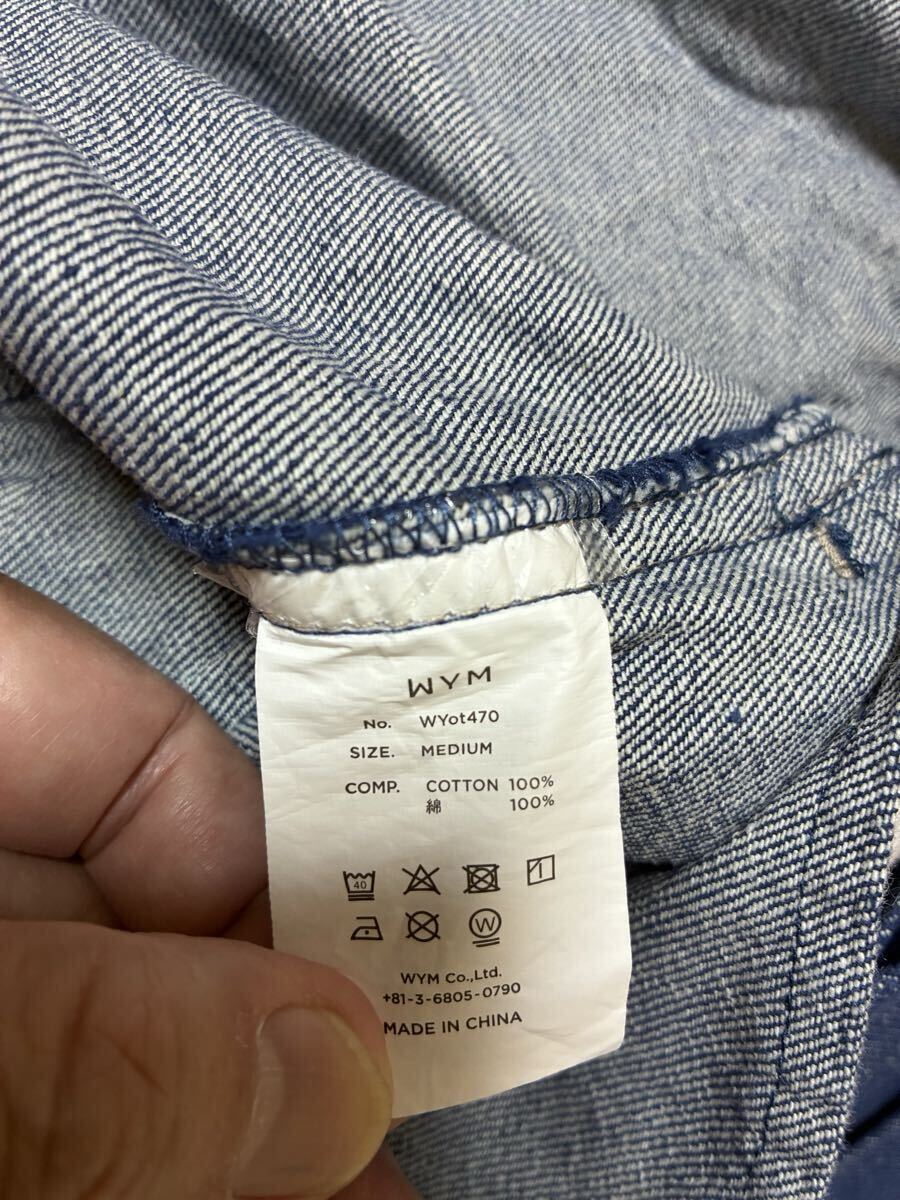 WYM
No. WYot470
SIZE. MEDIUM
COMP. COTTON 100%
綿 100%
40
W
WYM Co.,Ltd.
+81-3-6805-0790
MADE IN CHINA